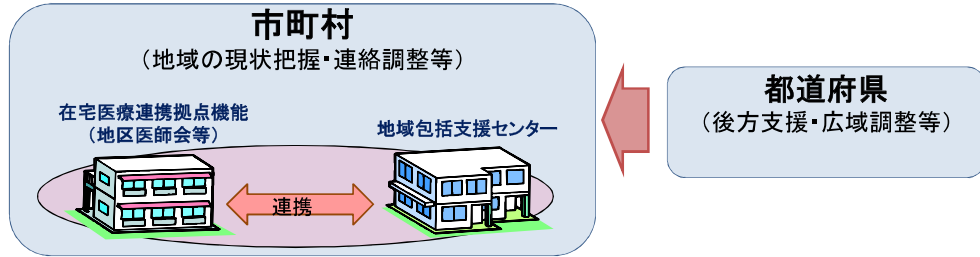 市町村
(地域の現状把握・連絡調整等)
在宅医療連携拠点機能
(地区医師会等)
地域包括支援センター
連携
都道府県
(後方支援・広域調整等)